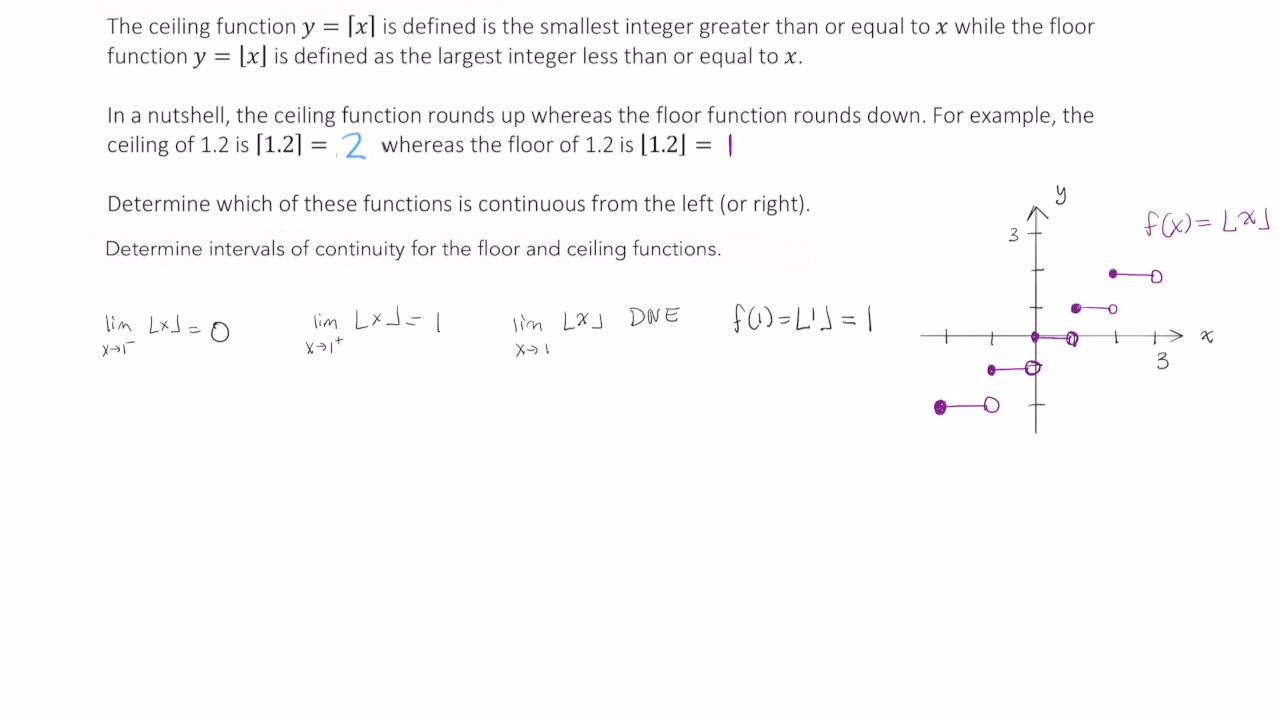 The ceiling function y = ⌈x⌉ is defined is the smallest integer greater than or equal to x while the floor
function y = ⌊x⌋ is defined as the largest integer less than or equal to x.
In a nutshell, the ceiling function rounds up whereas the floor function rounds down. For example, the
ceiling of 1.2 is ⌈1.2⌉ = 2 whereas the floor of 1.2 is ⌊1.2⌋ = 1
Determine which of these functions is continuous from the left (or right).
Determine intervals of continuity for the floor and ceiling functions.
lim x→1⁻ ⌊x⌋ = 0
lim x→1⁺ ⌊x⌋ = 1
lim x→1 ⌊x⌋ DNE
f(1) = ⌊1⌋ = 1
y
f(x) = ⌊x⌋
3
x
3